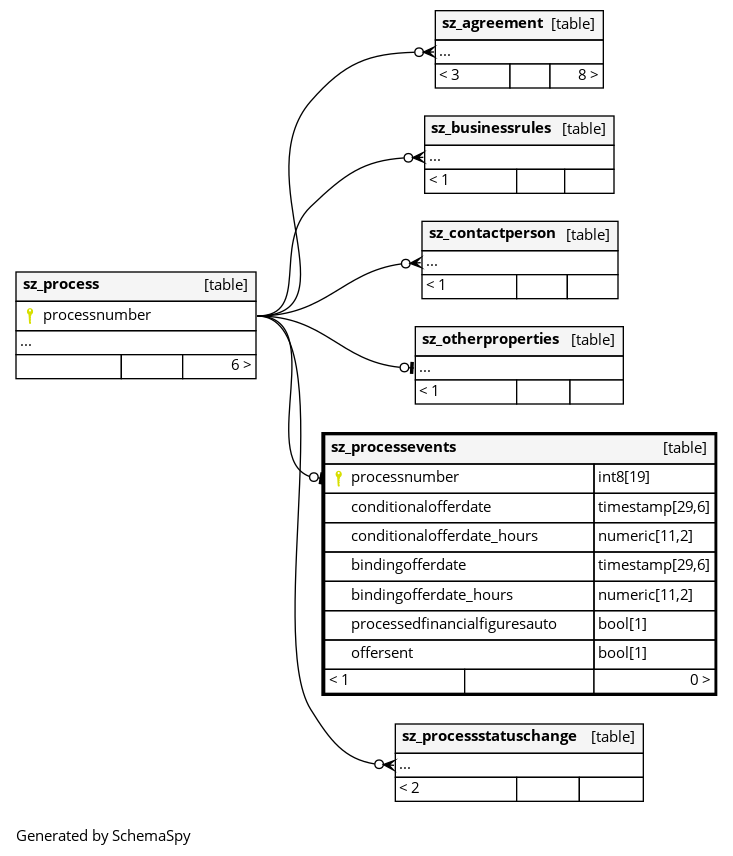 sz_agreement [table]
...
< 3 8 >
sz_businessrules [table]
...
< 1
sz_contactperson [table]
...
< 1
sz_process [table]
processnumber
...
6 >
sz_otherproperties [table]
...
< 1
sz_processevents [table]
processnumber int8[19]
conditionalofferdate timestamp[29,6]
conditionalofferdate_hours numeric[11,2]
bindingofferdate timestamp[29,6]
bindingofferdate_hours numeric[11,2]
processedfinancialfiguresauto bool[1]
offersent bool[1]
< 1 0 >
sz_processstatuschange [table]
...
< 2
Generated by SchemaSpy